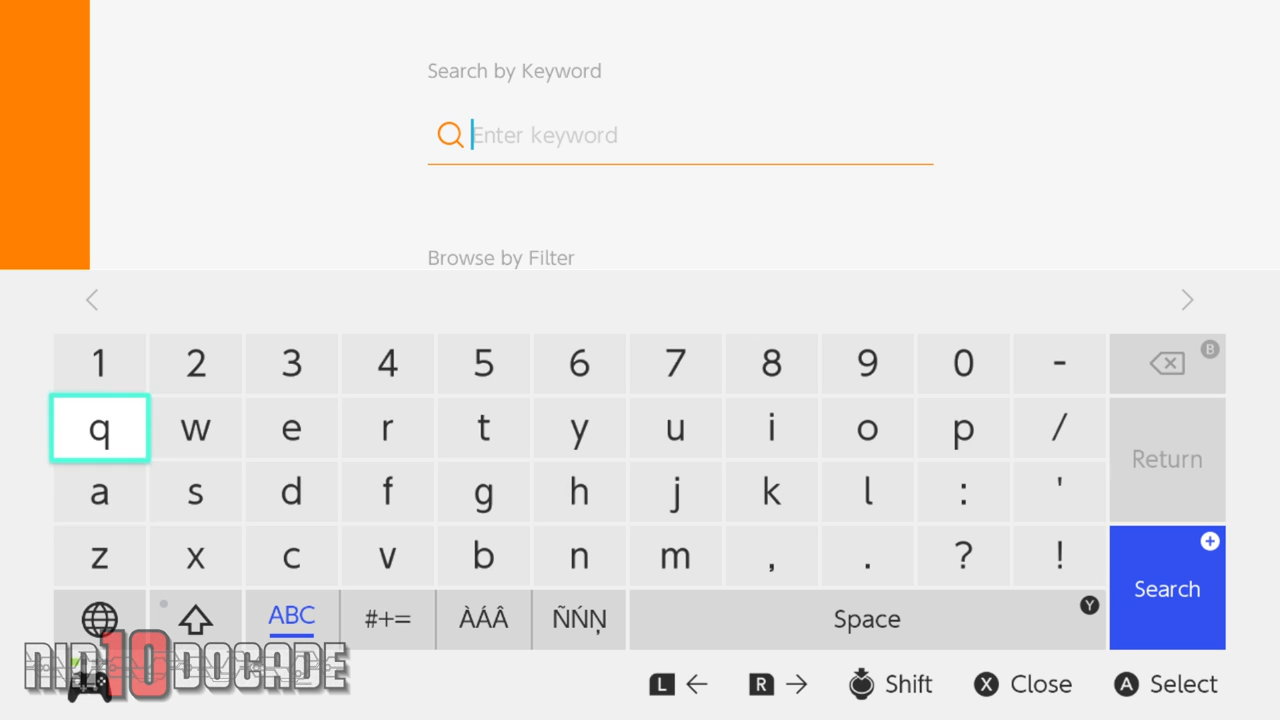 Search by Keyword
Enter keyword
Browse by Filter
1 2 3 4 5 6 7 8 9 0 - B
q w e r t y u i o p /
Return
a s d f g h j k l : '
z x c v b n m , . ? ! +
Search
ABC #+= ÀÁÂ ÑŃŅ Space Y
NIN10DOCADE
L ← R → Shift X Close A Select